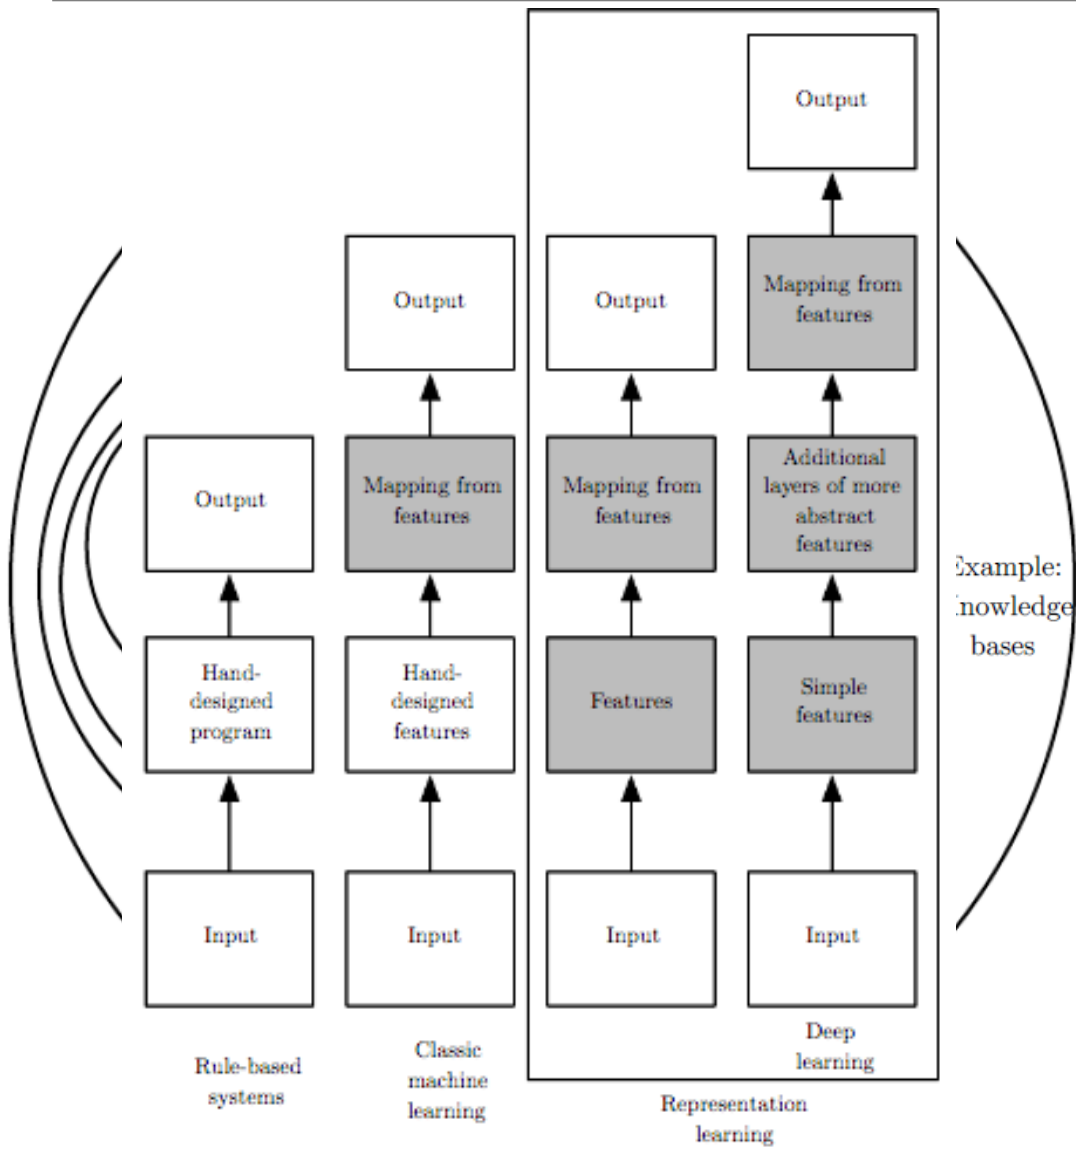 Output
Mapping from
features
Additional
layers of more
abstract
features
Simple
features
Input
Deep
learning
Output
Mapping from
features
Features
Input
Representation
learning
Output
Mapping from
features
Hand-
designed
features
Input
Classic
machine
learning
Output
Hand-
designed
program
Input
Rule-based
systems
Example:
bases